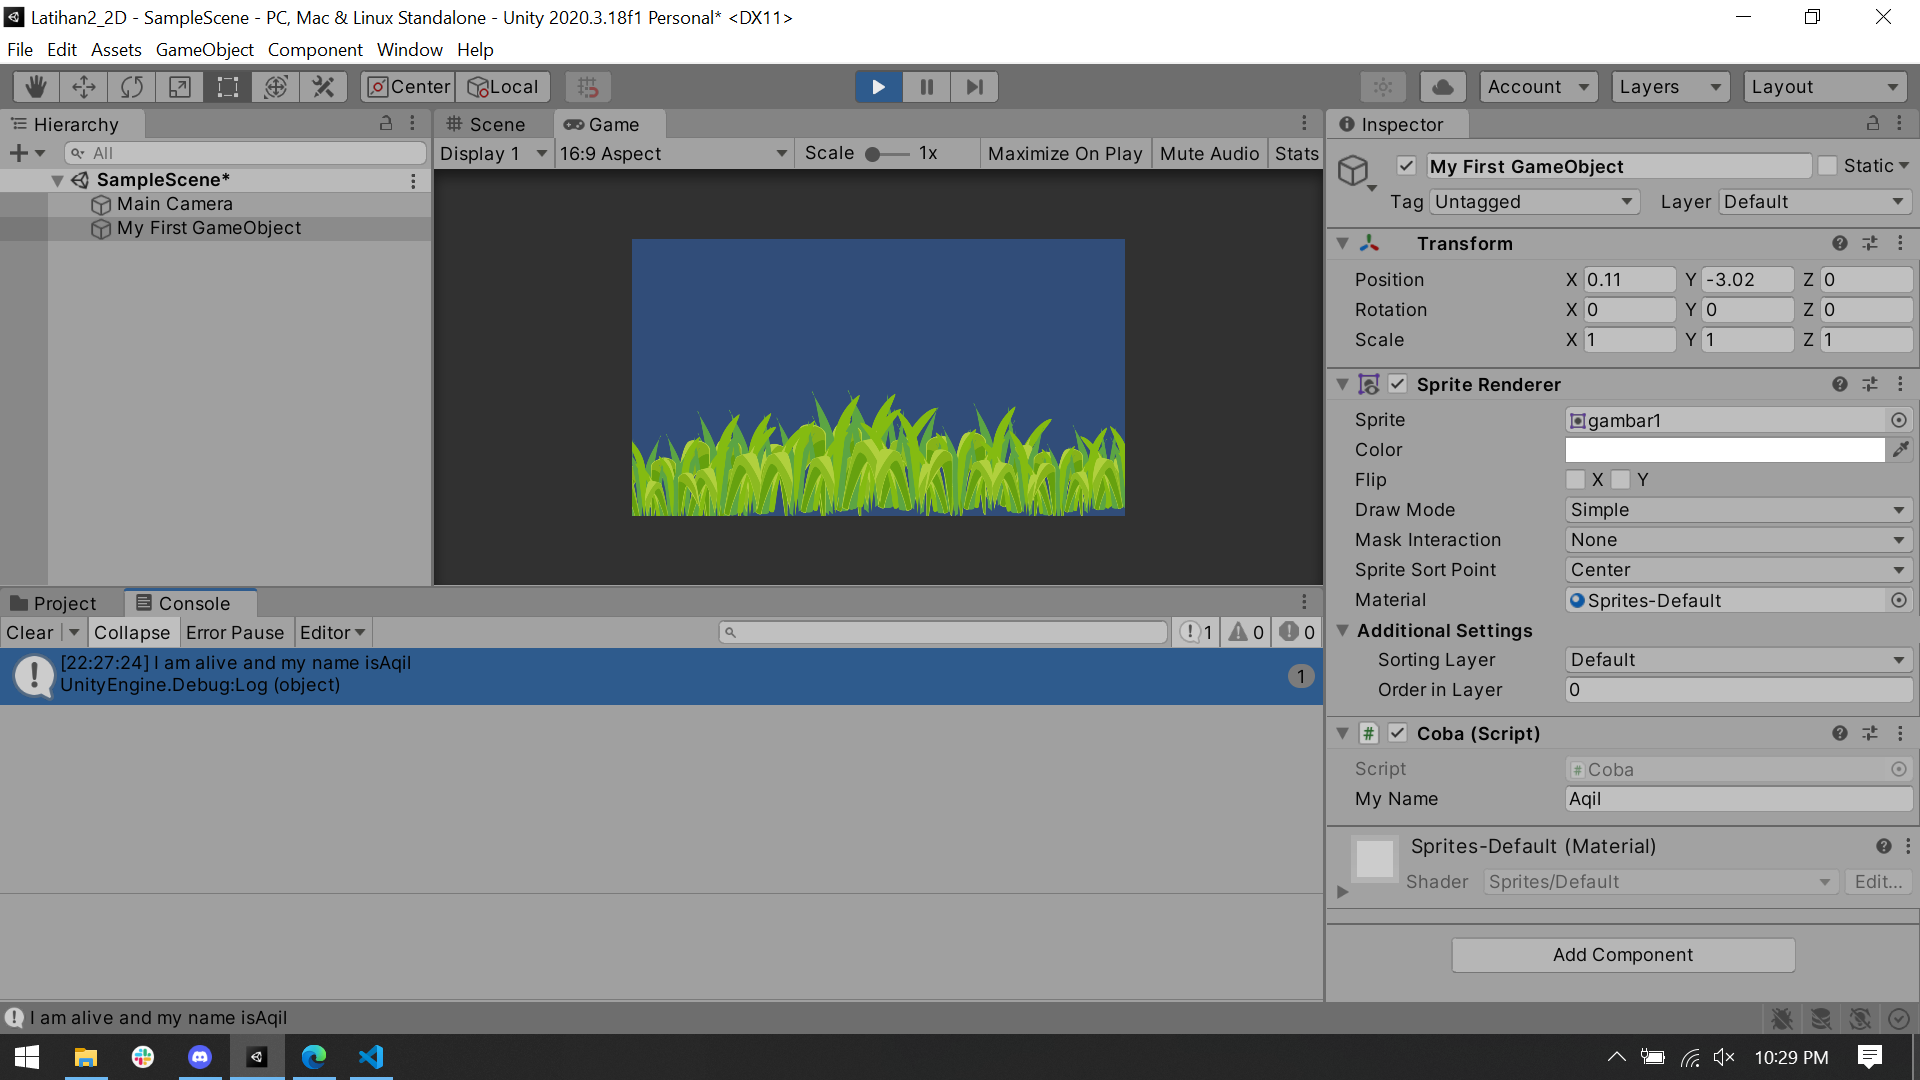 Latihan2_2D - SampleScene - PC, Mac & Linux Standalone - Unity 2020.3.18f1 Personal* <DX11>
File Edit Assets GameObject Component Window Help
Center Local Account Layers Layout
Hierarchy
All
SampleScene*
Main Camera
My First GameObject
Scene Game
Display 1 16:9 Aspect Scale 1x Maximize On Play Mute Audio Stats
Inspector
My First GameObject Static
Tag Untagged Layer Default
Transform
Position X 0.11 Y -3.02 Z 0
Rotation X 0 Y 0 Z 0
Scale X 1 Y 1 Z 1
Sprite Renderer
Sprite gambar1
Color
Flip X Y
Draw Mode Simple
Mask Interaction None
Sprite Sort Point Center
Material Sprites-Default
Additional Settings
Sorting Layer Default
Order in Layer 0
Coba (Script)
Script # Coba
My Name Aqil
Sprites-Default (Material)
Shader Sprites/Default Edit...
Add Component
Project Console
Clear Collapse Error Pause Editor 1 0 0
[22:27:24] I am alive and my name isAqil
UnityEngine.Debug:Log (object) 1
I am alive and my name isAqil
10:29 PM